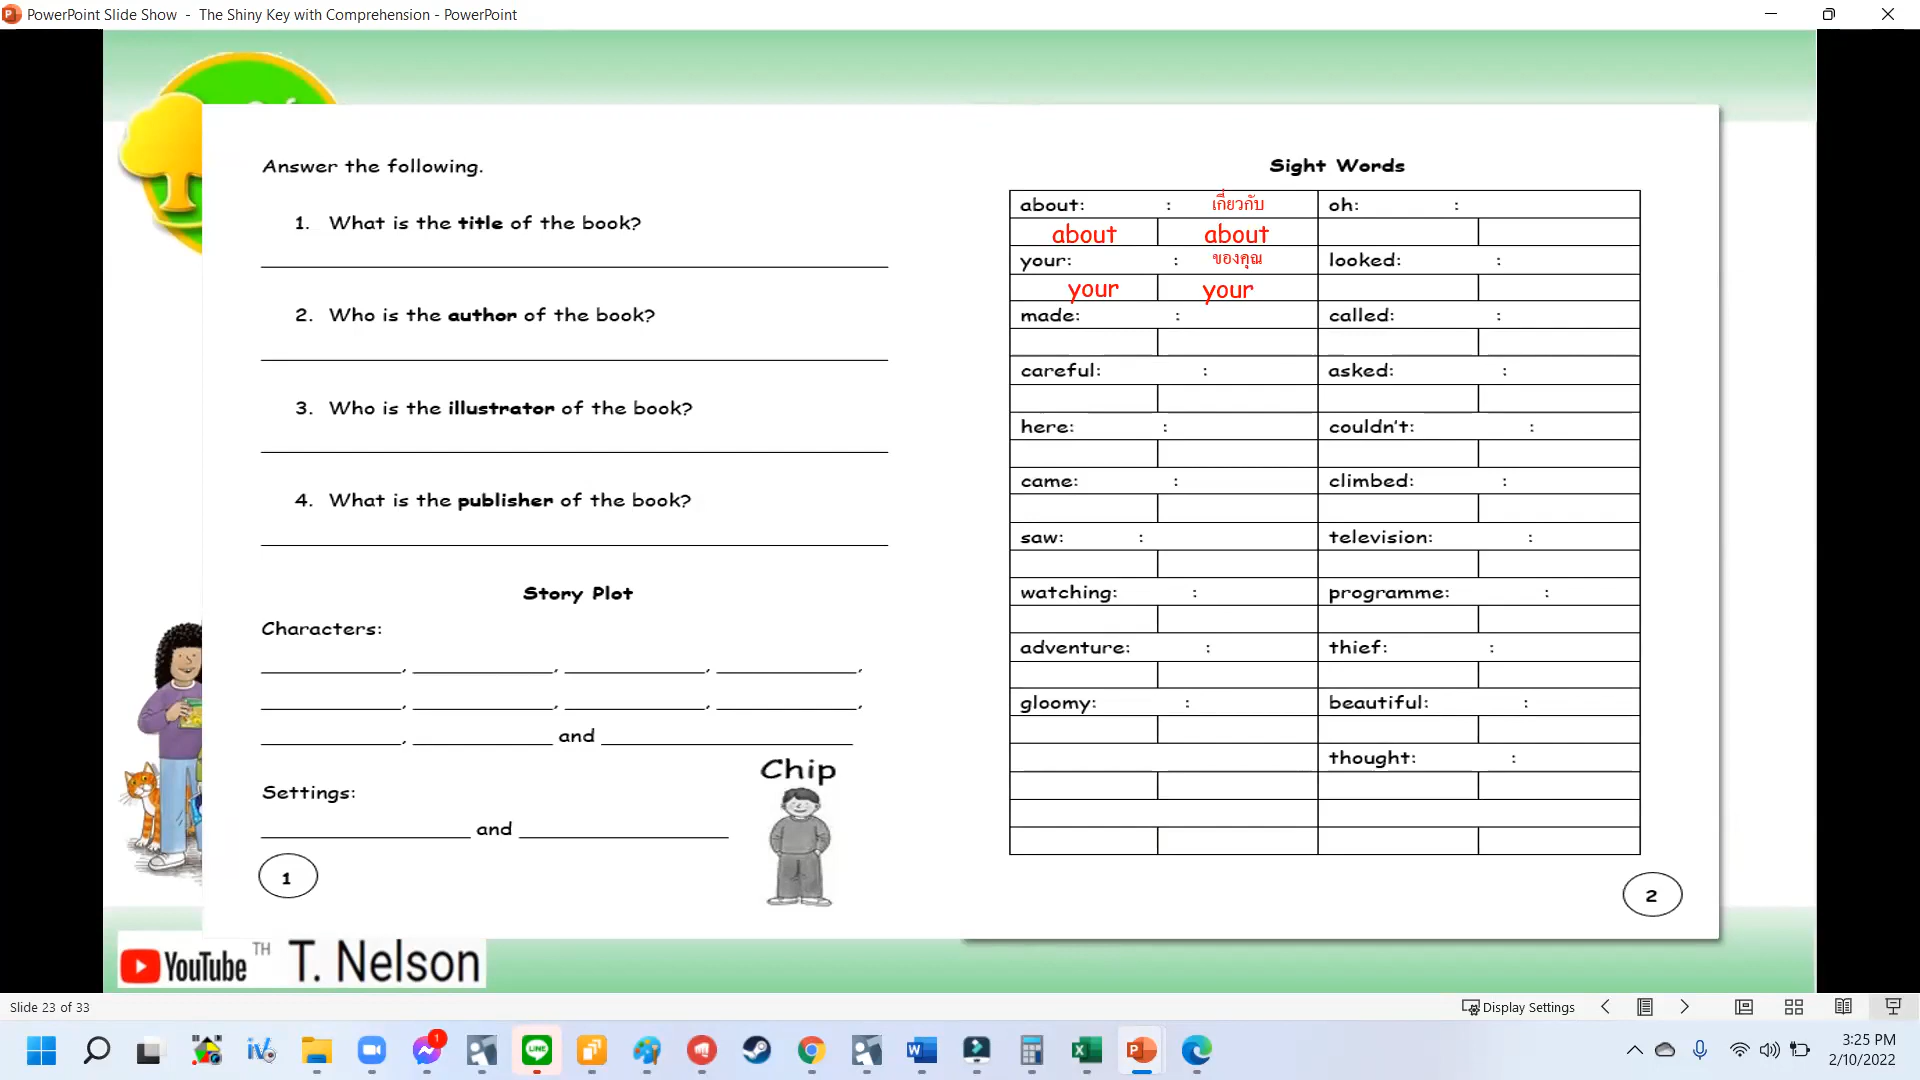 PowerPoint Slide Show - The Shiny Key with Comprehension - PowerPoint
Answer the following.
1. What is the title of the book?
2. Who is the author of the book?
3. Who is the illustrator of the book?
4. What is the publisher of the book?
Story Plot
Characters:
, , , ,
, , , ,
, and
Settings:
and
Chip
1
Sight Words
about: : เกี่ยวกับ oh: :
about about
your: : ของคุณ looked: :
your your
made: : called: :
careful: : asked: :
here: : couldn't: :
came: : climbed: :
saw: : television: :
watching: : programme: :
adventure: : thief: :
gloomy: : beautiful: :
thought: :
2
YouTube TH T. Nelson
Slide 23 of 33
Display Settings
1
LINE
3:25 PM
2/10/2022